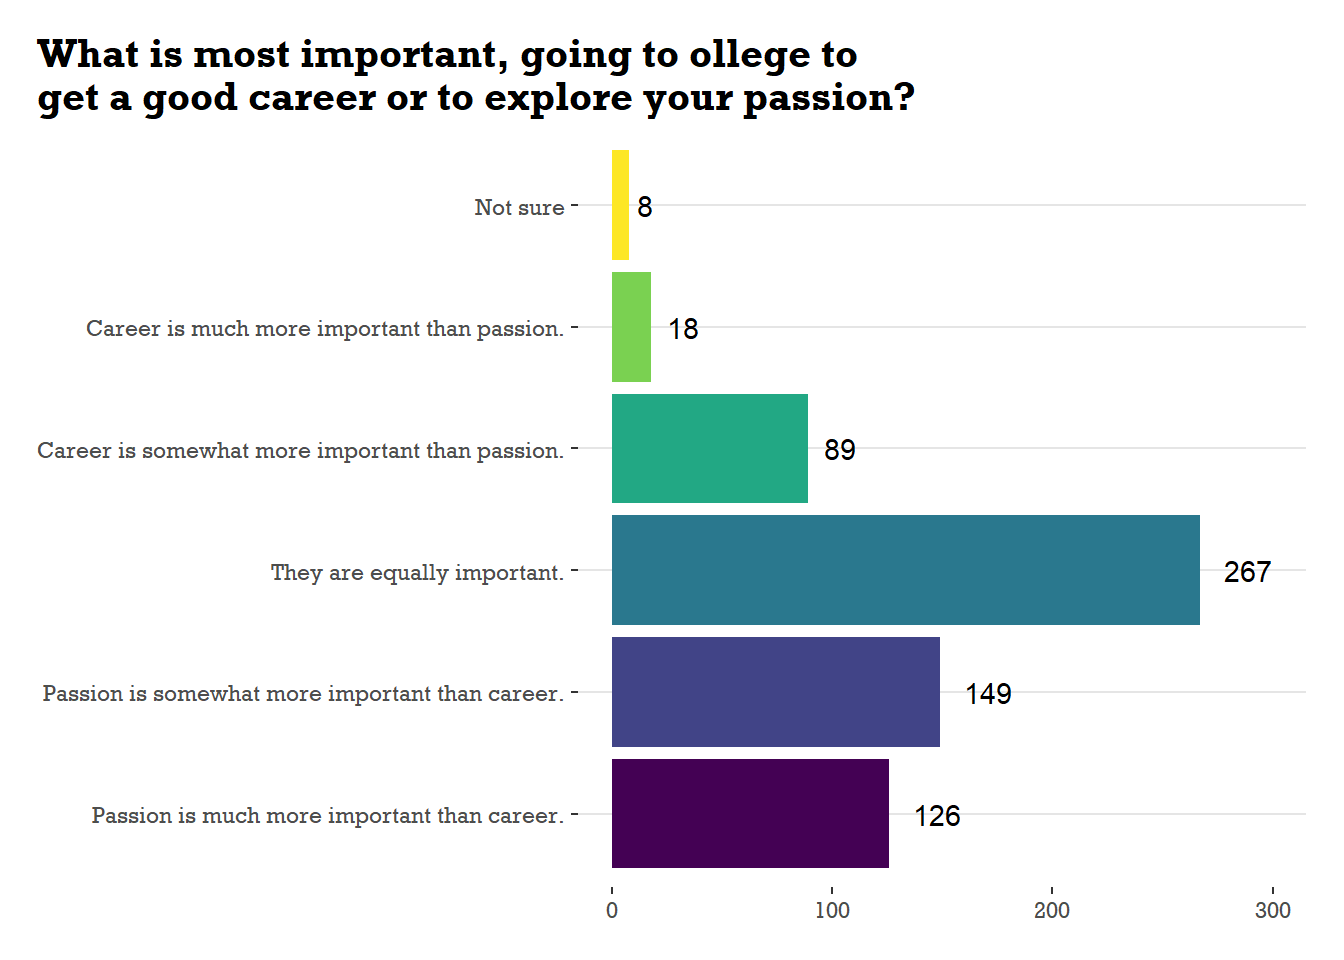 What is most important, going to ollege to
get a good career or to explore your passion?
Not sure
8
Career is much more important than passion.
18
Career is somewhat more important than passion.
89
They are equally important.
267
Passion is somewhat more important than career.
149
Passion is much more important than career.
126
0 100 200 300